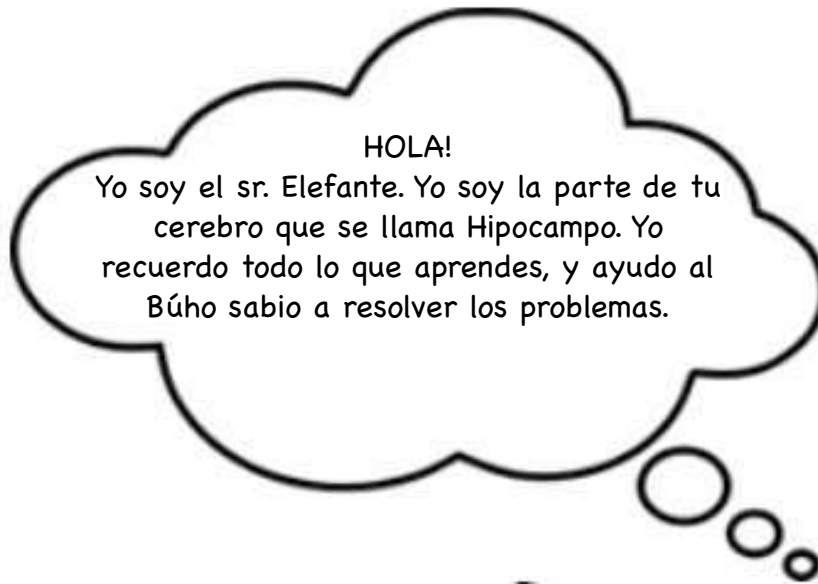 HOLA!
Yo soy el sr. Elefante. Yo soy la parte de tu
cerebro que se llama Hipocampo. Yo
recuerdo todo lo que aprendes, y ayudo al
Búho sabio a resolver los problemas.